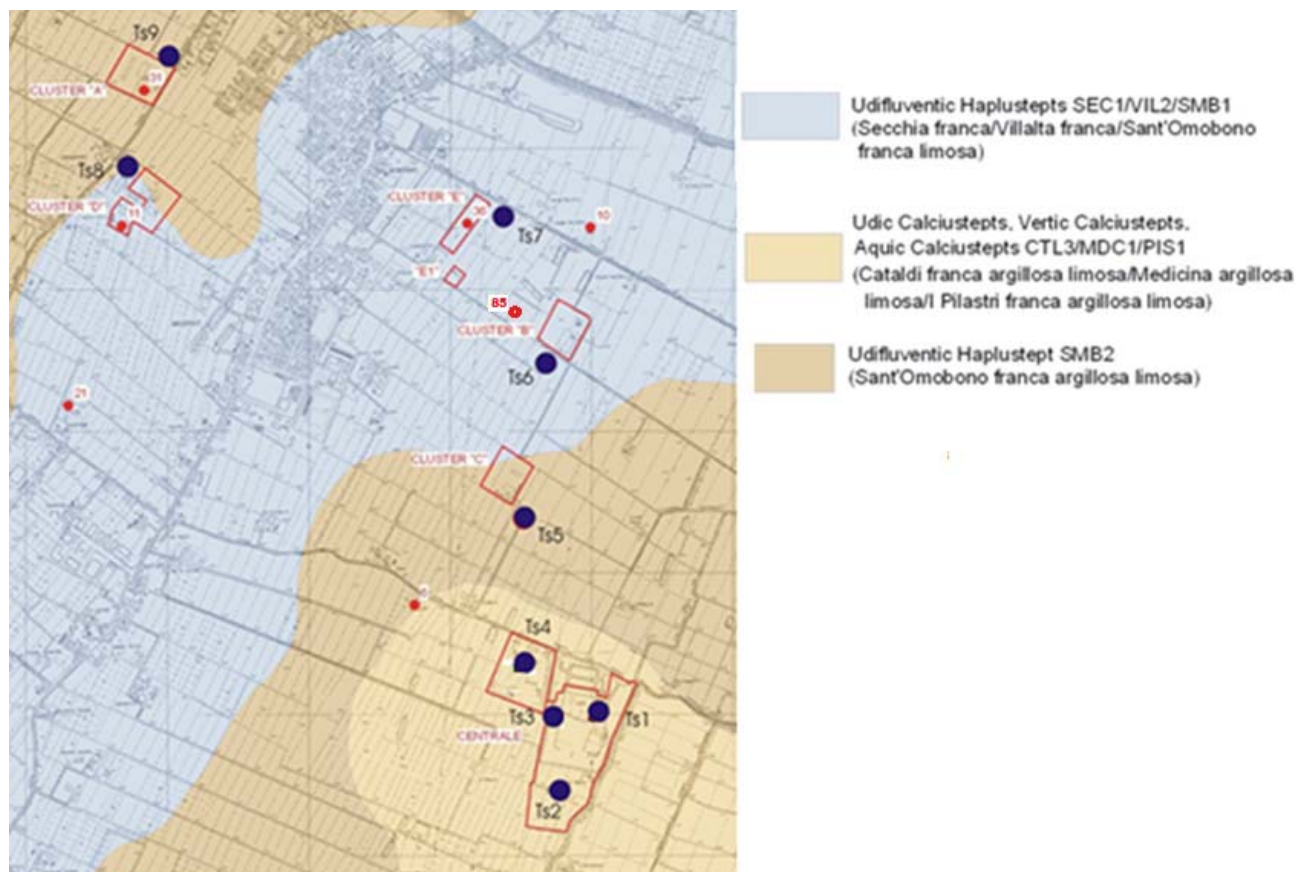 Ts9
31
CLUSTER "A"
Ts8
CLUSTER "D"
11
CLUSTER "E"
36
Ts7
10
"E1"
85
CLUSTER "B"
Ts6
21
CLUSTER "C"
Ts5
Ts4
Ts3
Ts1
CENTRALE
Ts2
Udifluventic Haplustepts SEC1/VIL2/SMB1
(Secchia franca/Villalta franca/Sant'Omobono
franca limosa)
Udic Calciustepts, Vertic Calciustepts,
Aquic Calciustepts CTL3/MDC1/PIS1
(Cataldi franca argillosa limosa/Medicina argillosa
limosa/I Pilastri franca argillosa limosa)
Udifluventic Haplustept SMB2
(Sant'Omobono franca argillosa limosa)